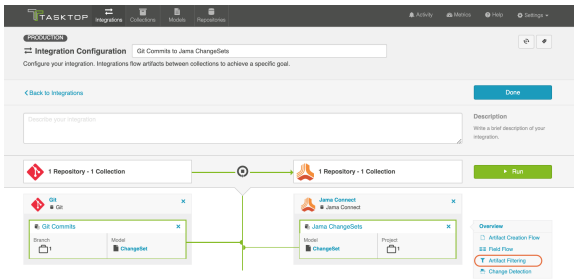 TASKTOP
Integrations
Collections
Models
Repositories
Activity
Metrics
Help
Settings
PRODUCTION
Integration Configuration
Git Commits to Jama ChangeSets
Configure your integration. Integrations flow artifacts between collections to achieve a specific goal.
Back to Integrations
Done
Describe your integration
Description
Write a brief description of your
integration.
1 Repository - 1 Collection
1 Repository - 1 Collection
Run
Git
Git
Jama Connect
Jama Connect
Git Commits
Branch
1
Model
ChangeSet
Jama ChangeSets
Model
ChangeSet
Project
1
Overview
Artifact Creation Flow
Field Flow
Artifact Filtering
Change Detection